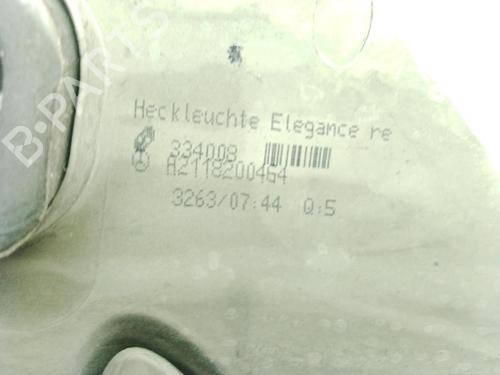 B-PARTS
Heckleuchte Elegance re
334008
A2118200464
3263/07:44 Q:5